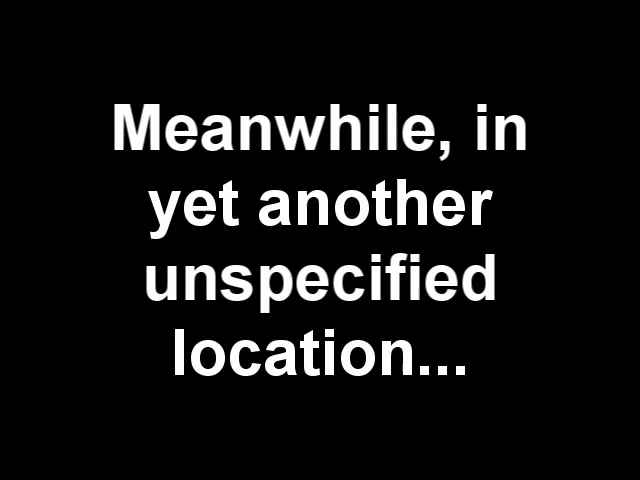 Meanwhile, in
yet another
unspecified
location...